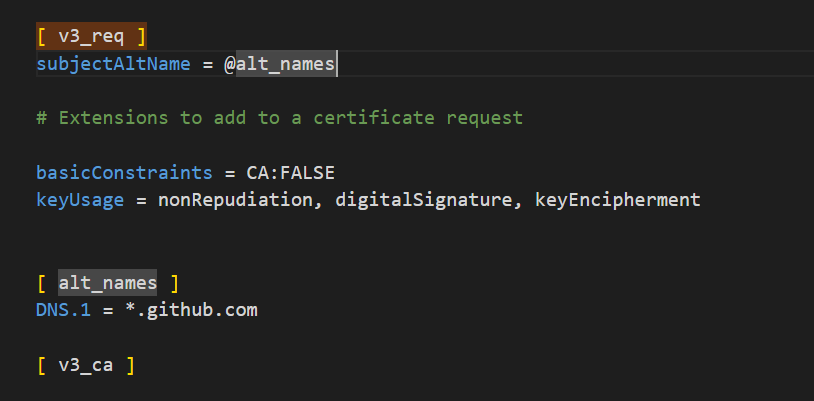 [ v3_req ]
subjectAltName = @alt_names
# Extensions to add to a certificate request
basicConstraints = CA:FALSE
keyUsage = nonRepudiation, digitalSignature, keyEncipherment
[ alt_names ]
DNS.1 = *.github.com
[ v3_ca ]